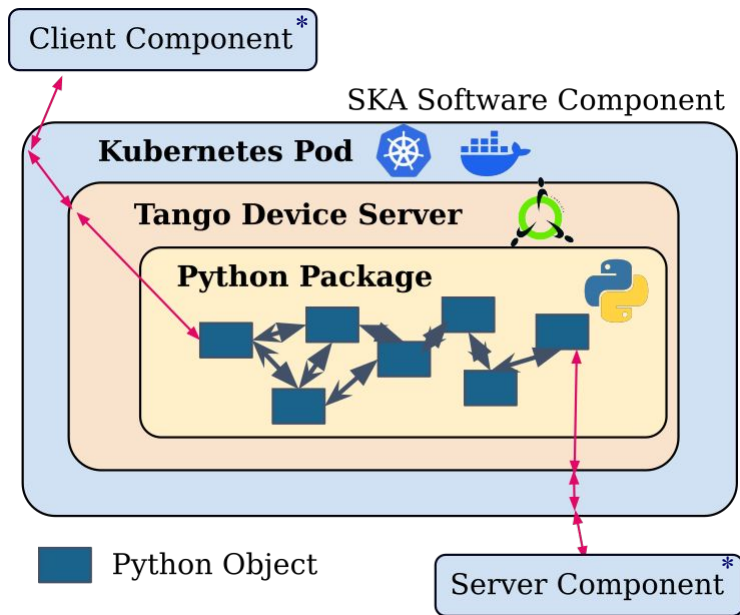 Client Component*
SKA Software Component
Kubernetes Pod
Tango Device Server
Python Package
Python Object
Server Component*